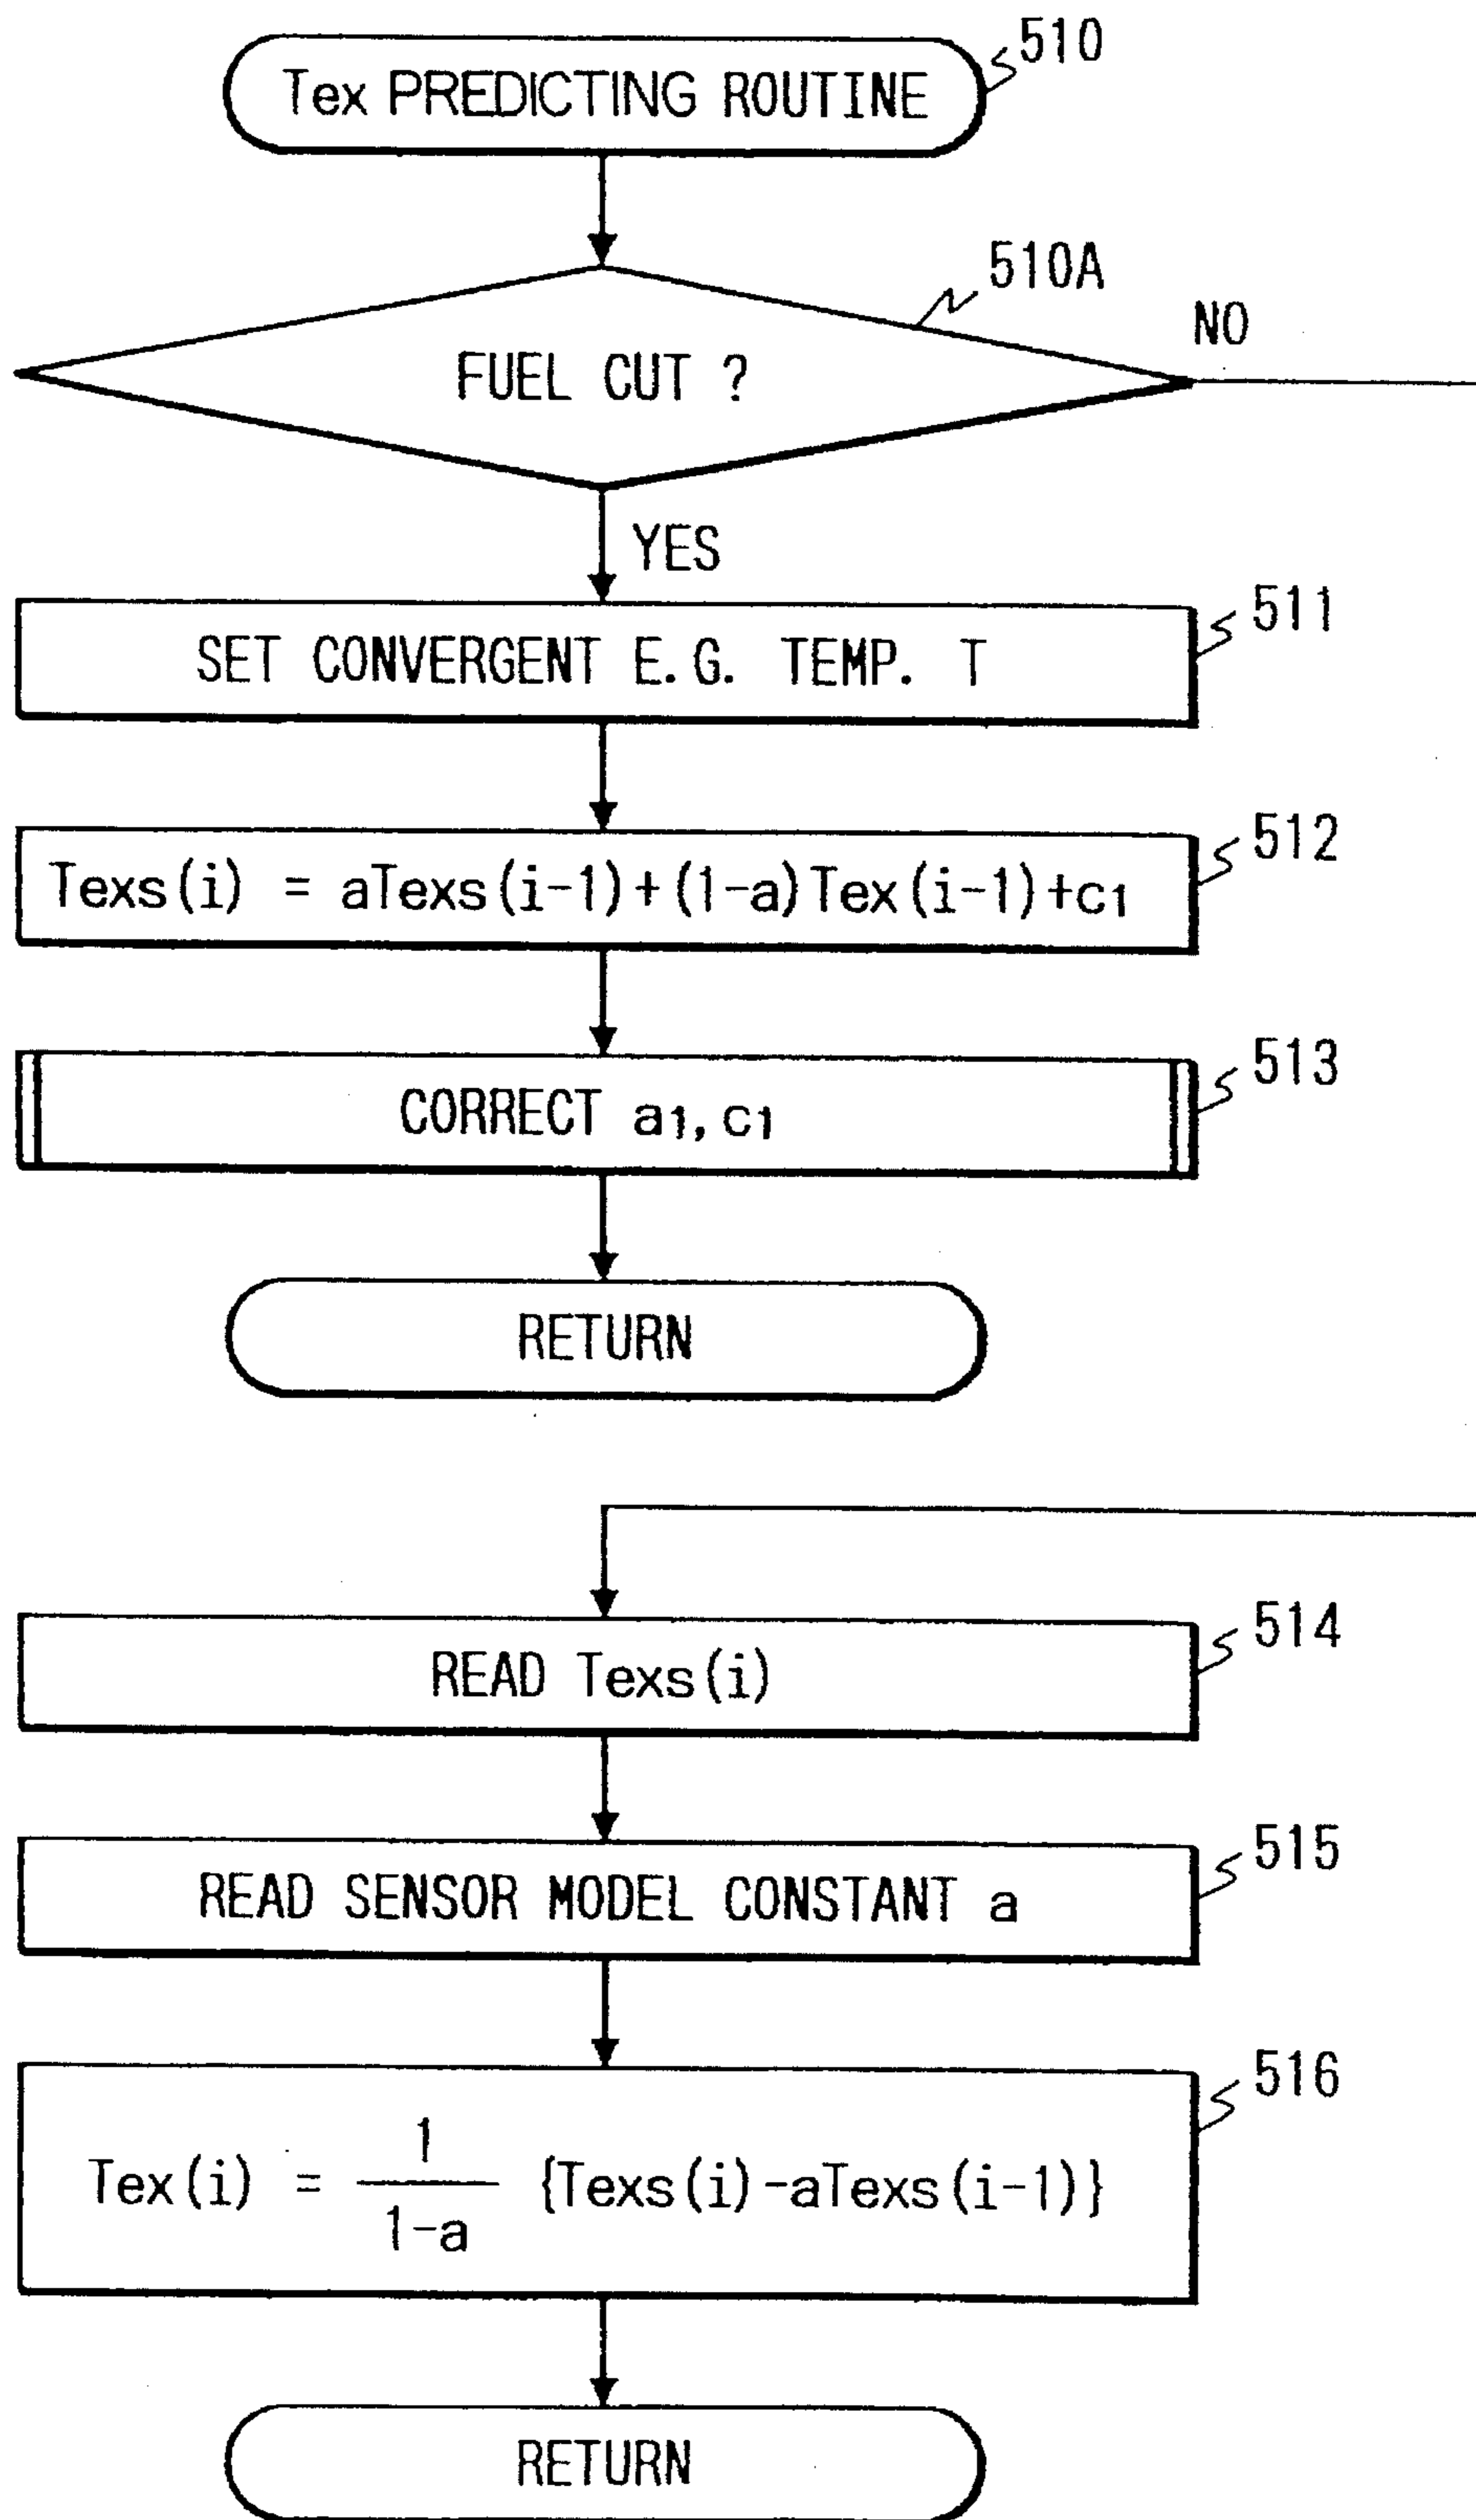 510
Tex PREDICTING ROUTINE
510A
NO
FUEL CUT ?
YES
511
SET CONVERGENT E.G. TEMP. T
512
Texs(i) = aTexs(i-1)+(1-a)Tex(i-1)+c1
513
CORRECT a1,c1
RETURN
514
READ Texs(i)
515
READ SENSOR MODEL CONSTANT a
516
Tex(i) = 1/(1-a) {Texs(i)-aTexs(i-1)}
RETURN